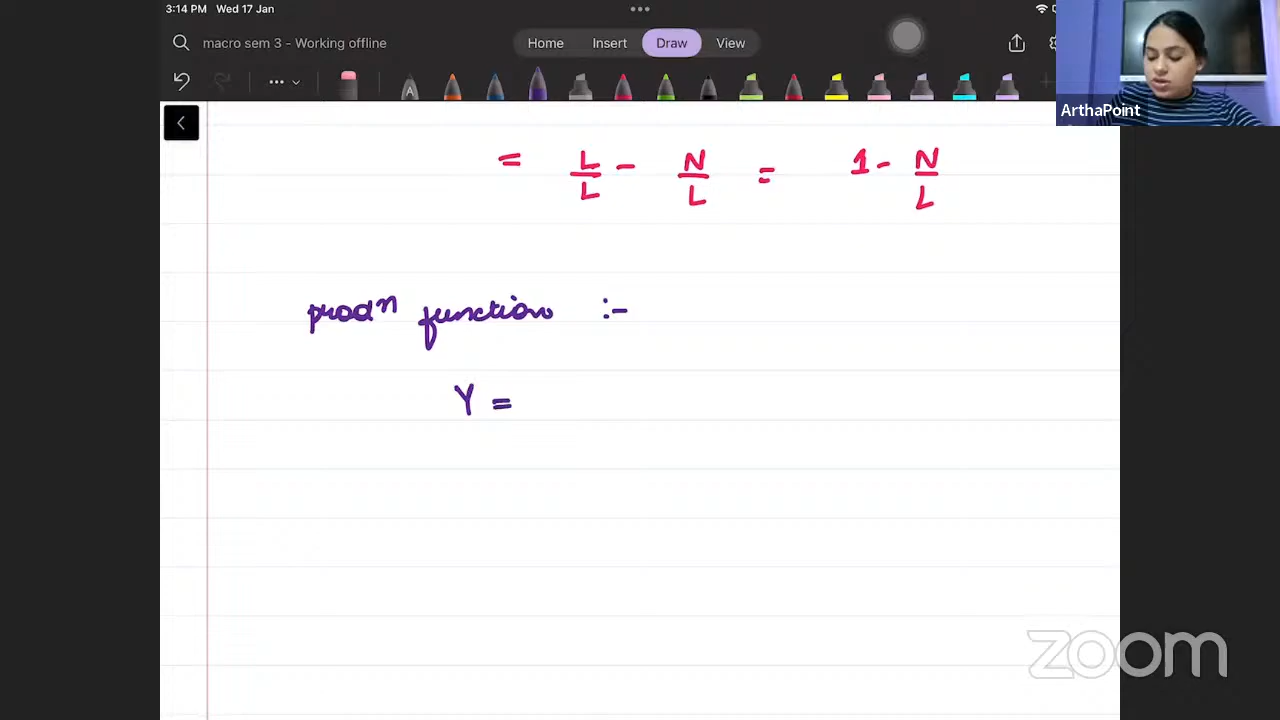 3:14 PM Wed 17 Jan
macro sem 3 - Working offline
Home Insert Draw View
A
ArthaPoint
= L/L - N/L = 1 - N/L
prodⁿ function :-
Y =
zoom